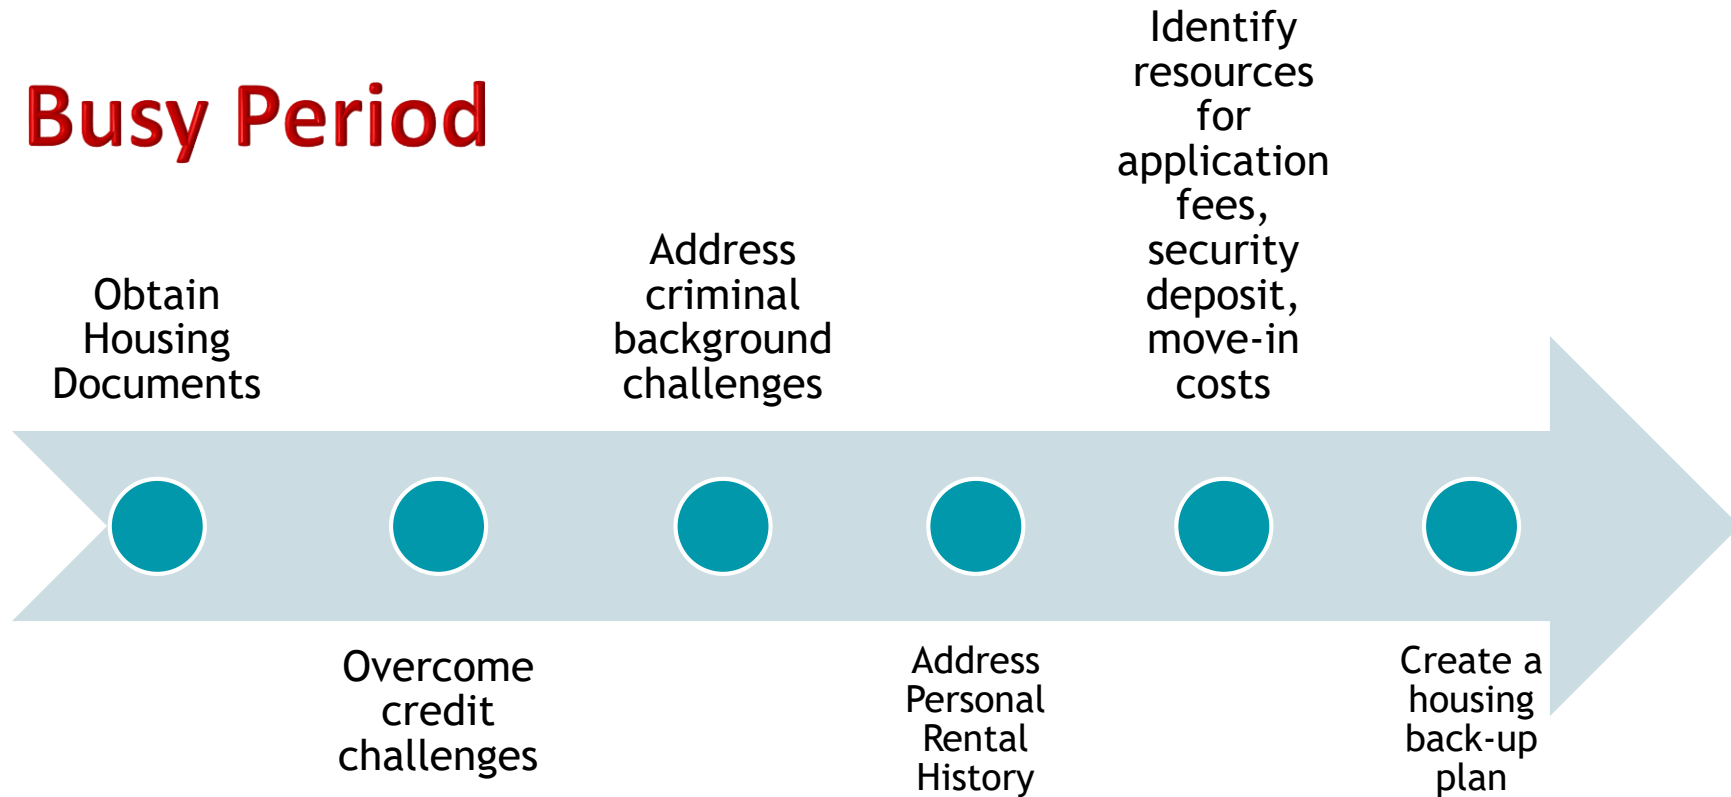 Busy Period
Obtain
Housing
Documents
Overcome
credit
challenges
Address
criminal
background
challenges
Address
Personal
Rental
History
Identify
resources
for
application
fees,
security
deposit,
move-in
costs
Create a
housing
back-up
plan